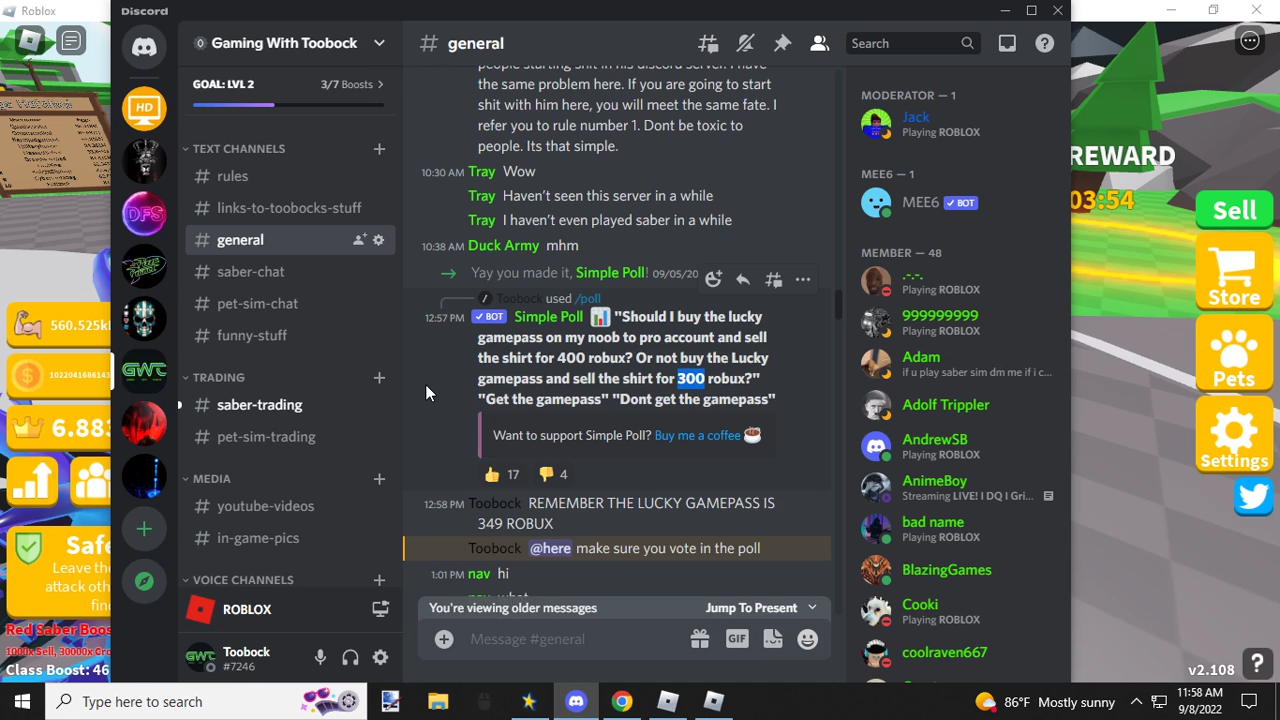 Roblox
Discord
Gaming With Toobock
# general
Search
GOAL: LVL 2
3/7 Boosts >
people starting shit in his discord server. I have
the same problem here. If you are going to start
shit with him here, you will meet the same fate. I
refer you to rule number 1. Dont be toxic to
people. Its that simple.
HD
DFS
GWT
TEXT CHANNELS
# rules
# links-to-toobocks-stuff
# general
# saber-chat
# pet-sim-chat
# funny-stuff
TRADING
# saber-trading
# pet-sim-trading
MEDIA
# youtube-videos
# in-game-pics
VOICE CHANNELS
ROBLOX
Toobock
#7246
10:30 AM Tray Wow
Tray Haven't seen this server in a while
Tray I haven't even played saber in a while
10:38 AM Duck Army mhm
Yay you made it, Simple Poll! 09/05/20
Toobock used /poll
12:57 PM BOT Simple Poll "Should I buy the lucky
gamepass on my noob to pro account and sell
the shirt for 400 robux? Or not buy the Lucky
gamepass and sell the shirt for 300 robux?"
"Get the gamepass" "Dont get the gamepass"
Want to support Simple Poll? Buy me a coffee
17 4
12:58 PM Toobock REMEMBER THE LUCKY GAMEPASS IS
349 ROBUX
Toobock @here make sure you vote in the poll
1:01 PM nav hi
You're viewing older messages Jump To Present
Message #general
GIF
MODERATOR — 1
Jack
Playing ROBLOX
MEE6 — 1
MEE6 BOT
MEMBER — 48
.-.-.
Playing ROBLOX
999999999
Playing ROBLOX
Adam
if u play saber sim dm me if i c...
Adolf Trippler
AndrewSB
Playing ROBLOX
AnimeBoy
Streaming LIVE! I DQ I Gri...
bad name
Playing ROBLOX
BlazingGames
Cooki
Playing ROBLOX
coolraven667
REWARD
03:54
Sell
Store
Pets
Settings
v2.108
?
560.525k
1022041686143
6.883
Safe
Leave the
attack oth
Red Saber Boos
Class Boost: 46
Type here to search
86°F Mostly sunny
11:58 AM
9/8/2022